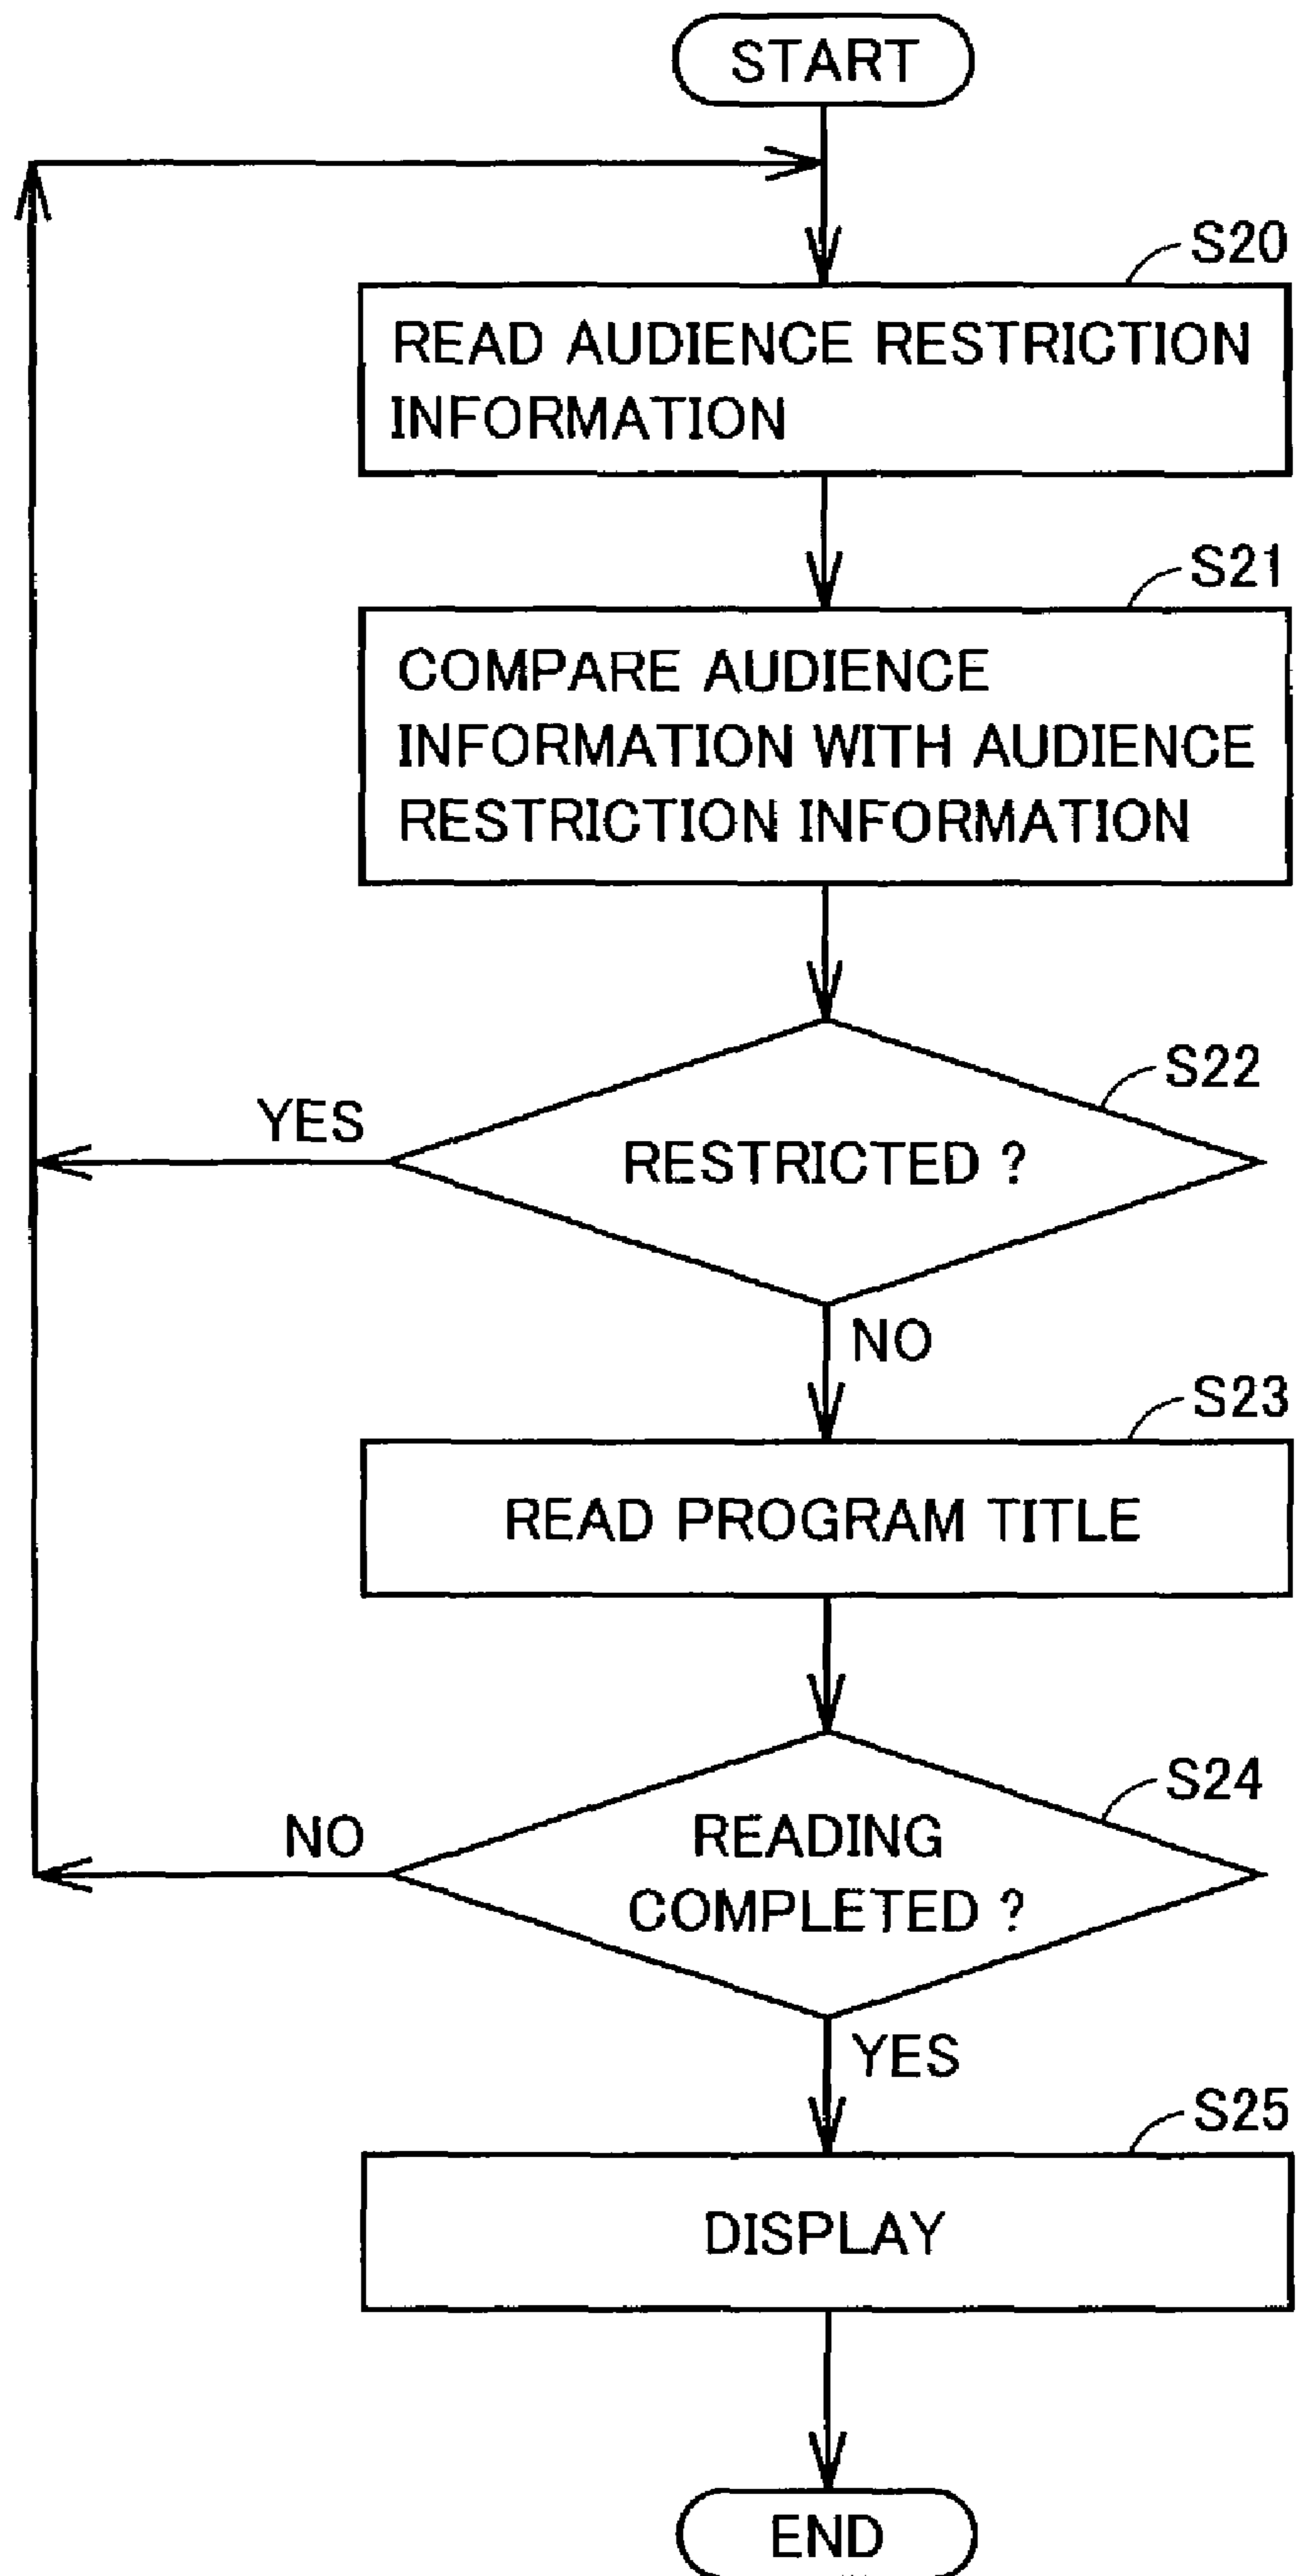 START
S20
READ AUDIENCE RESTRICTION
INFORMATION
S21
COMPARE AUDIENCE
INFORMATION WITH AUDIENCE
RESTRICTION INFORMATION
S22
YES
RESTRICTED ?
NO
S23
READ PROGRAM TITLE
S24
NO
READING
COMPLETED ?
YES
S25
DISPLAY
END